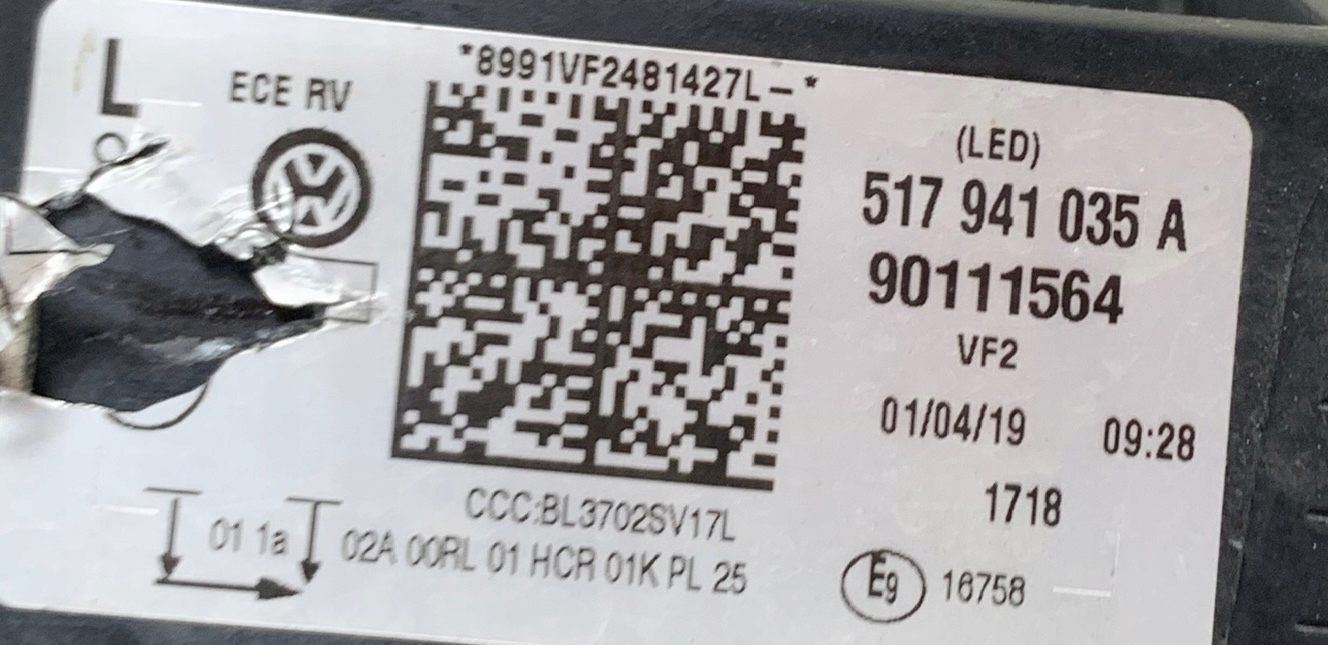 L
ECE RV
*8991VF2481427L-*
(LED)
517 941 035 A
90111564
VF2
01/04/19 09:28
1718
CCC:BL3702SV17L
01 1a 02A 00RL 01 HCR 01K PL 25
E9 16758